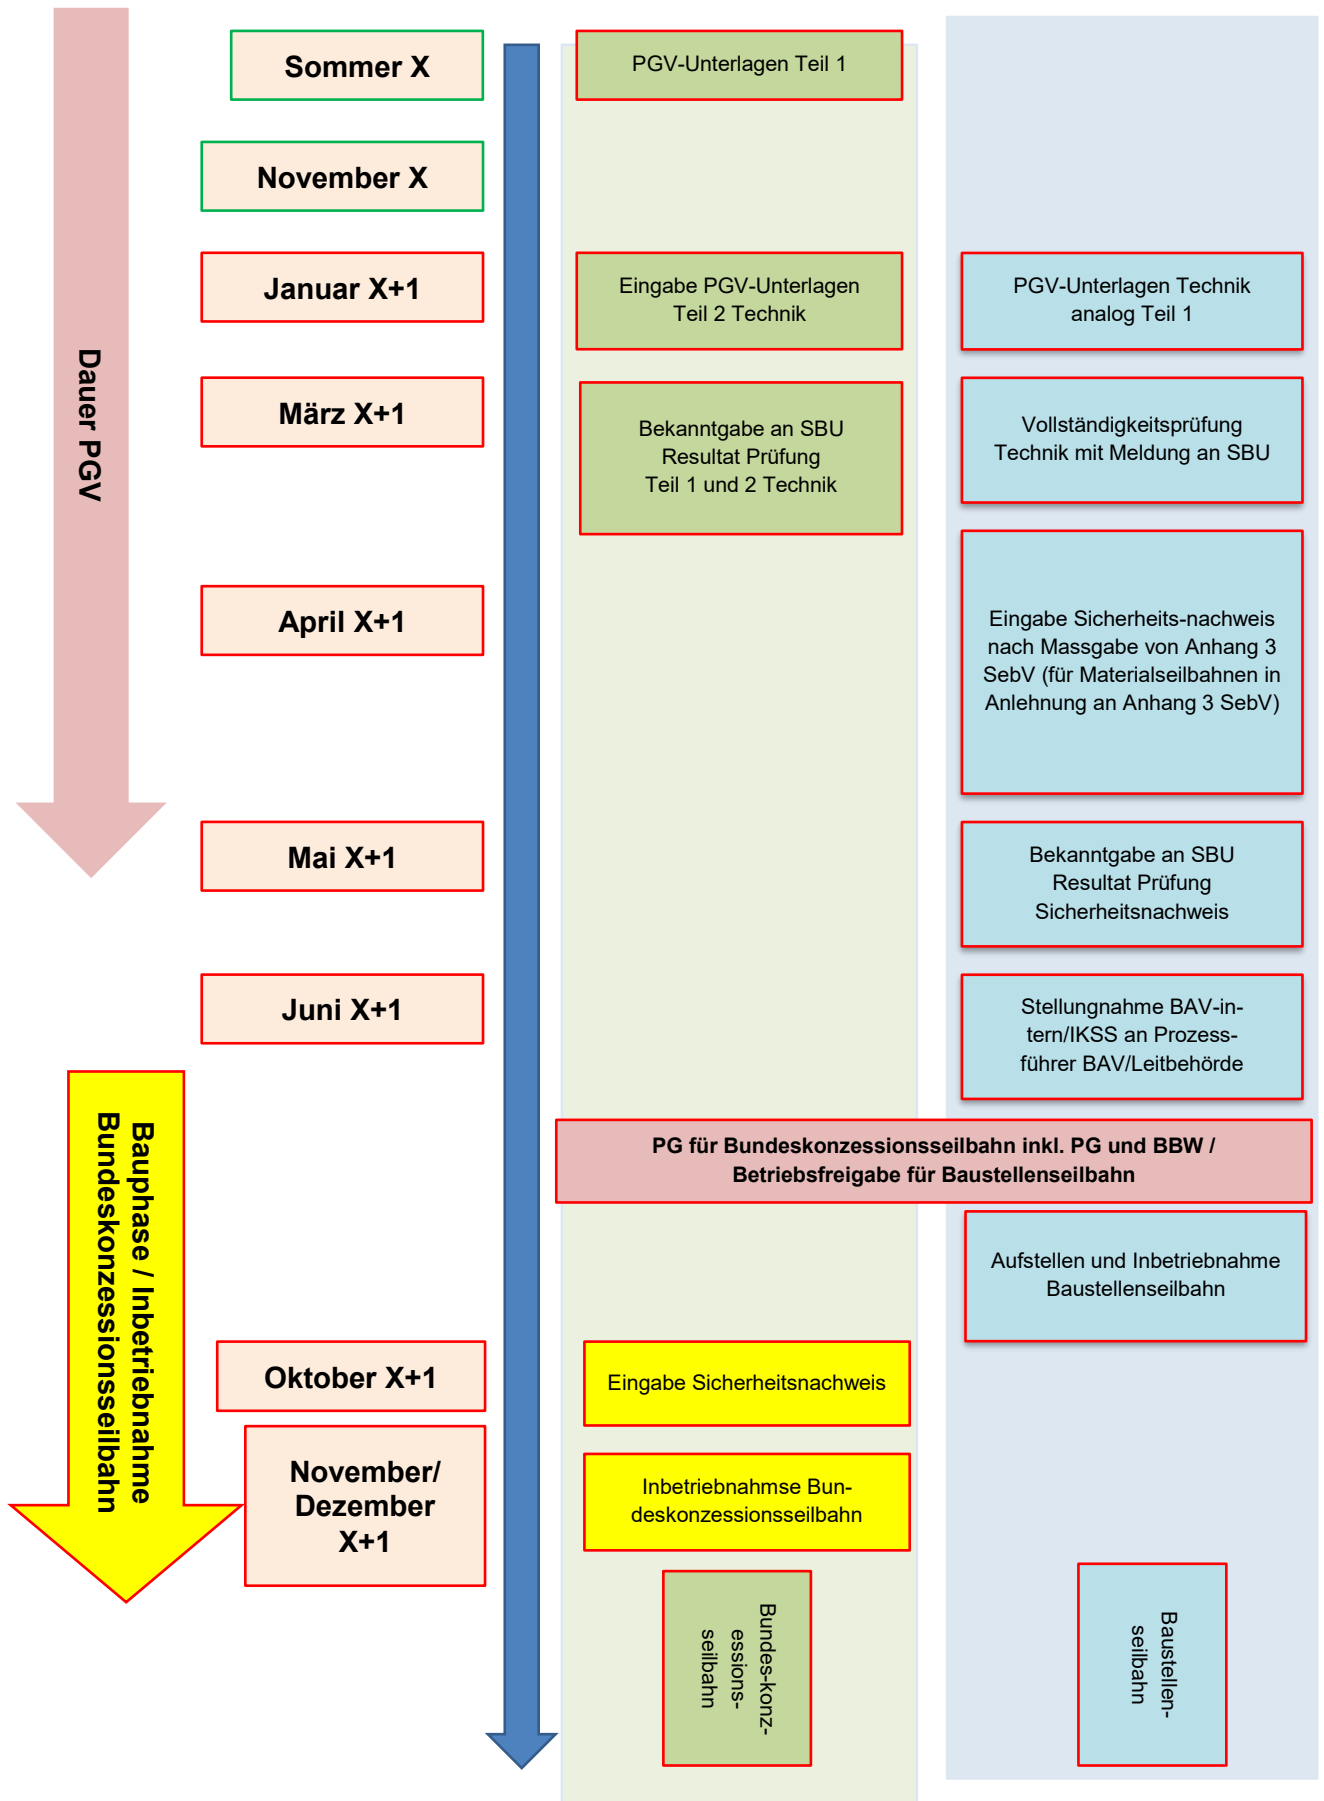 Dauer PGV
Sommer X
PGV-Unterlagen Teil 1
November X
Januar X+1
Eingabe PGV-Unterlagen
Teil 2 Technik
PGV-Unterlagen Technik
analog Teil 1
März X+1
Bekanntgabe an SBU
Resultat Prüfung
Teil 1 und 2 Technik
Vollständigkeitsprüfung
Technik mit Meldung an SBU
April X+1
Eingabe Sicherheits-nachweis
nach Massgabe von Anhang 3
SebV (für Materialseilbahnen in
Anlehnung an Anhang 3 SebV)
Mai X+1
Bekanntgabe an SBU
Resultat Prüfung
Sicherheitsnachweis
Juni X+1
Stellungnahme BAV-in-
tern/IKSS an Prozess-
führer BAV/Leitbehörde
Bauphase / Inbetriebnahme
Bundeskonzessionsseilbahn
PG für Bundeskonzessionsseilbahn inkl. PG und BBW /
Betriebsfreigabe für Baustellenseilbahn
Aufstellen und Inbetriebnahme
Baustellenseilbahn
Oktober X+1
Eingabe Sicherheitsnachweis
November/
Dezember
X+1
Inbetriebnahmse Bun-
deskonzessionsseilbahn
Bundes-konz-
essions-
seilbahn
Baustellen-
seilbahn